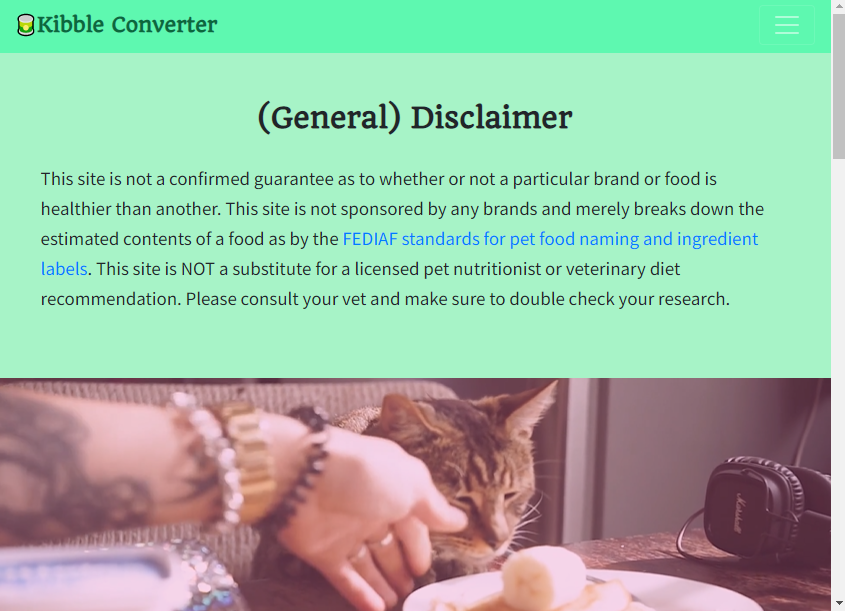 Kibble Converter
(General) Disclaimer
This site is not a confirmed guarantee as to whether or not a particular brand or food is
healthier than another. This site is not sponsored by any brands and merely breaks down the
estimated contents of a food as by the FEDIAF standards for pet food naming and ingredient
labels. This site is NOT a substitute for a licensed pet nutritionist or veterinary diet
recommendation. Please consult your vet and make sure to double check your research.
Marshall